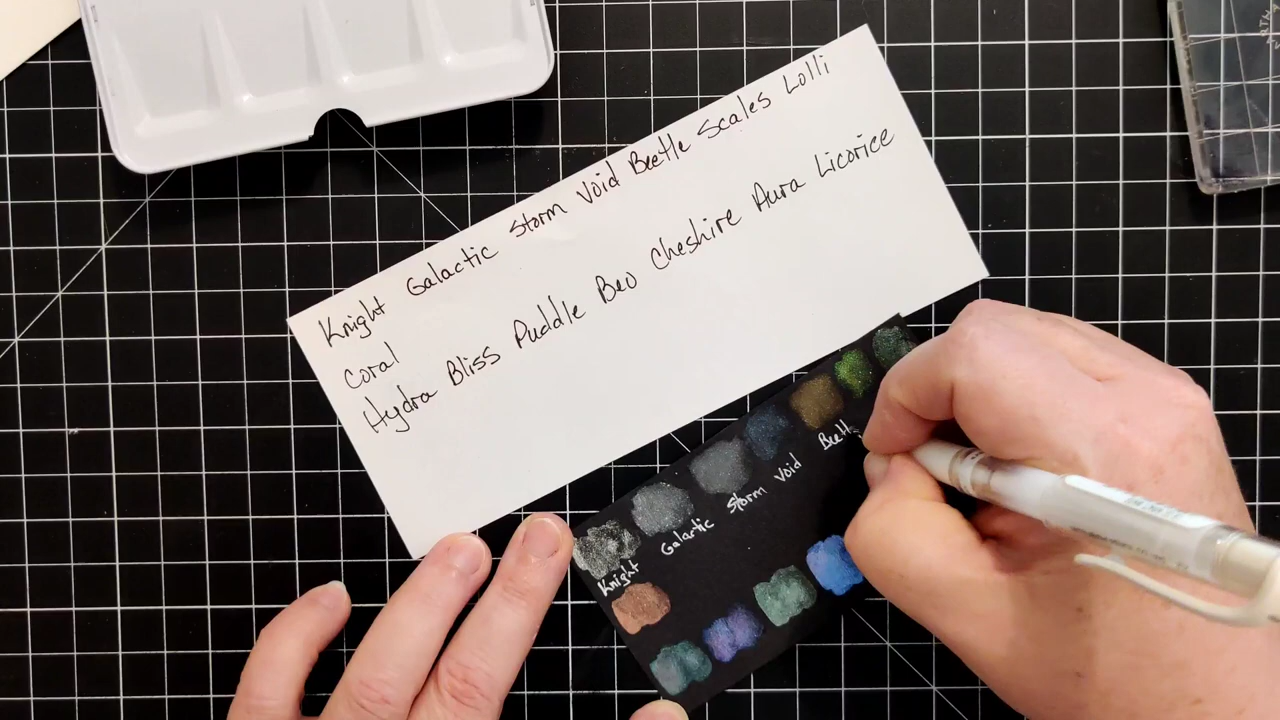 Knight Galactic Storm Void Beetle Scales Lolli
Coral
Hydra Bliss Puddle Beo Cheshire Aura Licorice
Knight Galactic Storm Void Beetle